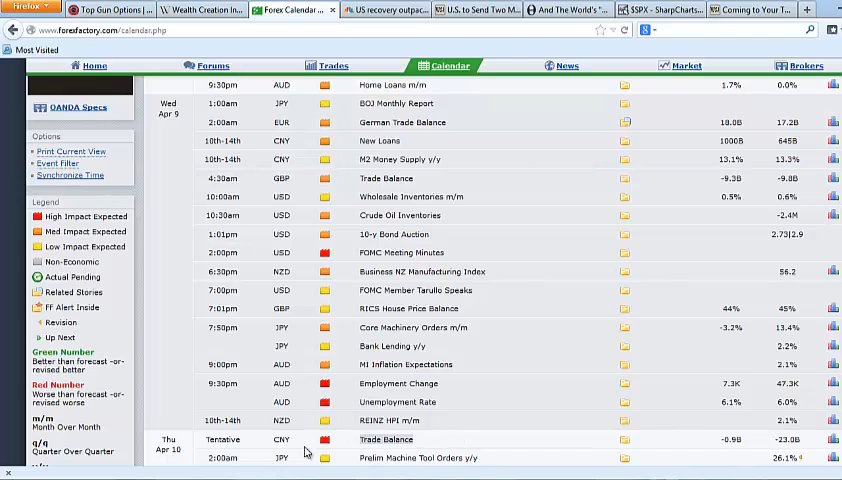 Firefox
Top Gun Options |...
Wealth Creation In...
Forex Calendar ...
US recovery outpac...
U.S. to Send Two M...
And The World's "...
$SPX - SharpCharts...
Coming to Your T...
www.forexfactory.com/calendar.php
Most Visited
Home Forums Trades Calendar News Market Brokers
OANDA Specs
Options
Print Current View
Event Filter
Synchronize Time
Legend
High Impact Expected
Med Impact Expected
Low Impact Expected
Non-Economic
Actual Pending
Related Stories
FF Alert Inside
Revision
Up Next
Green Number
Better than forecast -or-
revised better
Red Number
Worse than forecast -or-
revised worse
m/m
Month Over Month
q/q
Quarter Over Quarter
9:30pm AUD Home Loans m/m 1.7% 0.0%
Wed
Apr 9
1:00am JPY BOJ Monthly Report
2:00am EUR German Trade Balance 18.0B 17.2B
10th-14th CNY New Loans 1000B 645B
10th-14th CNY M2 Money Supply y/y 13.1% 13.3%
4:30am GBP Trade Balance -9.3B -9.8B
10:00am USD Wholesale Inventories m/m 0.5% 0.6%
10:30am USD Crude Oil Inventories -2.4M
1:01pm USD 10-y Bond Auction 2.73|2.9
2:00pm USD FOMC Meeting Minutes
6:30pm NZD Business NZ Manufacturing Index 56.2
7:00pm USD FOMC Member Tarullo Speaks
7:01pm GBP RICS House Price Balance 44% 45%
7:50pm JPY Core Machinery Orders m/m -3.2% 13.4%
JPY Bank Lending y/y 2.2%
9:00pm AUD MI Inflation Expectations 2.1%
9:30pm AUD Employment Change 7.3K 47.3K
AUD Unemployment Rate 6.1% 6.0%
10th-14th NZD REINZ HPI m/m 2.1%
Thu
Apr 10
Tentative CNY Trade Balance -0.9B -23.0B
2:00am JPY Prelim Machine Tool Orders y/y 26.1%